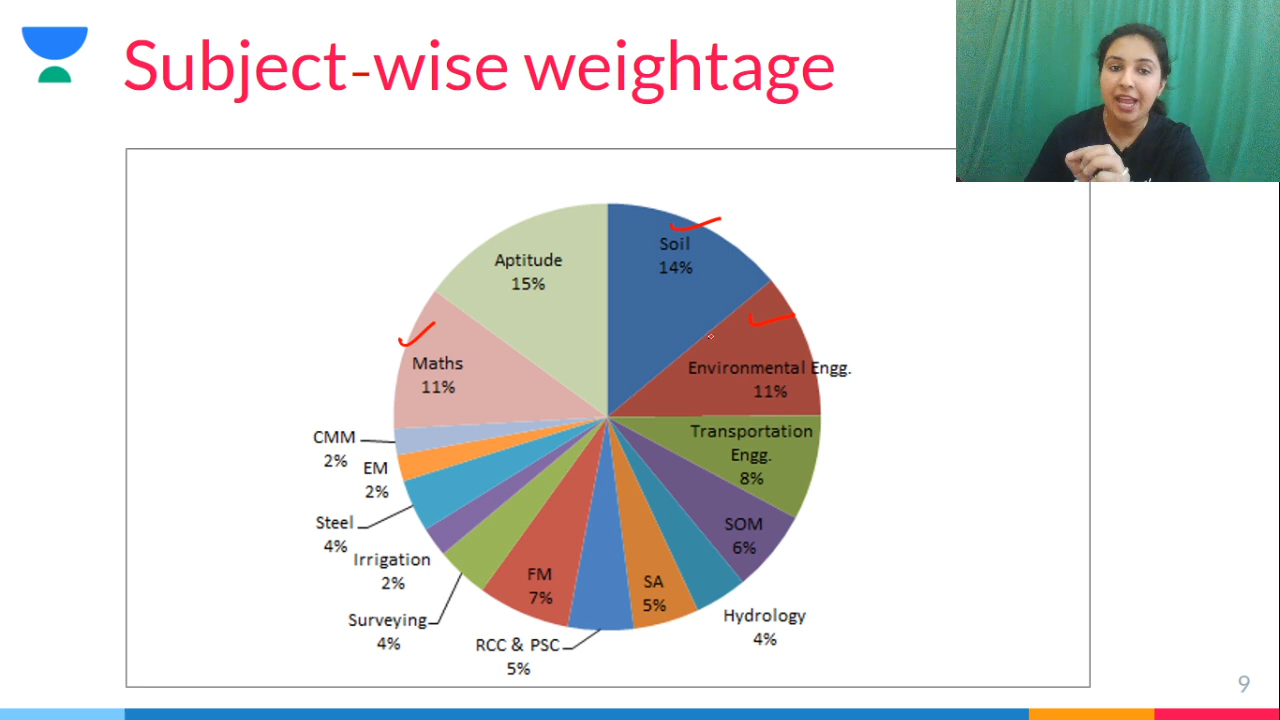 Subject-wise weightage
Soil
14%
Environmental Engg.
11%
Transportation
Engg.
8%
SOM
6%
Hydrology
4%
SA
5%
RCC & PSC
5%
FM
7%
Surveying
4%
Irrigation
2%
Steel
4%
EM
2%
CMM
2%
Maths
11%
Aptitude
15%
9